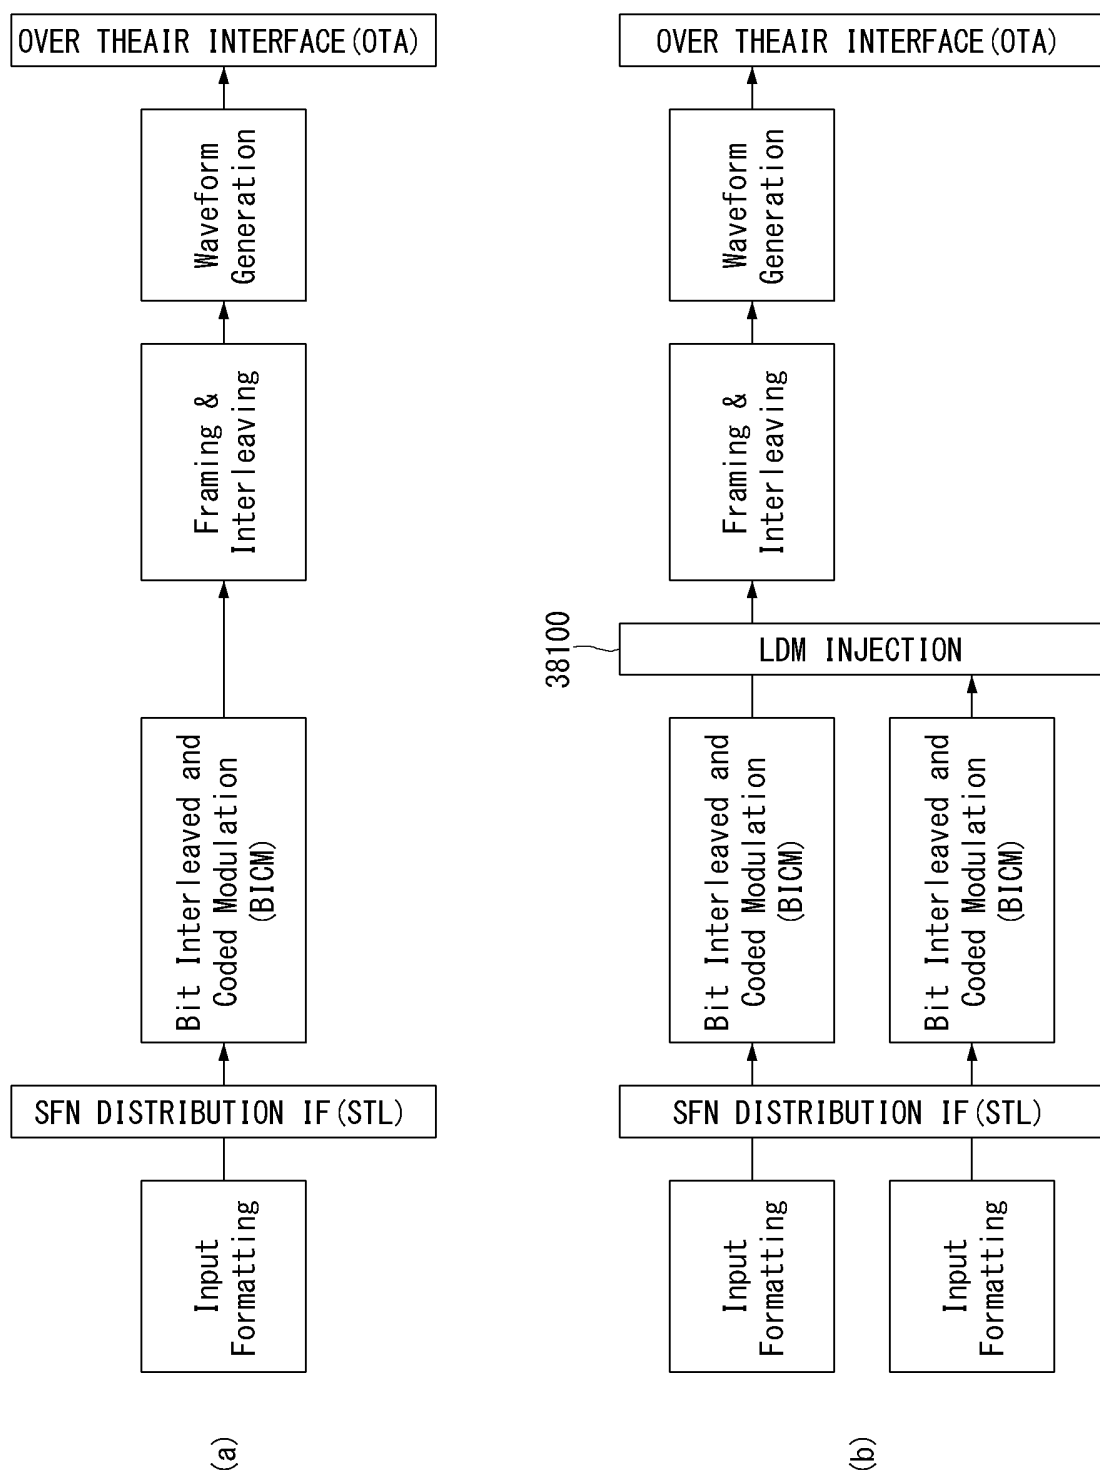 (a)
Input
Formatting
SFN DISTRIBUTION IF(STL)
Bit Interleaved and
Coded Modulation
(BICM)
Framing &
Interleaving
Waveform
Generation
OVER THEAIR INTERFACE(OTA)
(b)
Input
Formatting
Input
Formatting
SFN DISTRIBUTION IF(STL)
Bit Interleaved and
Coded Modulation
(BICM)
Bit Interleaved and
Coded Modulation
(BICM)
38100
LDM INJECTION
Framing &
Interleaving
Waveform
Generation
OVER THEAIR INTERFACE(OTA)